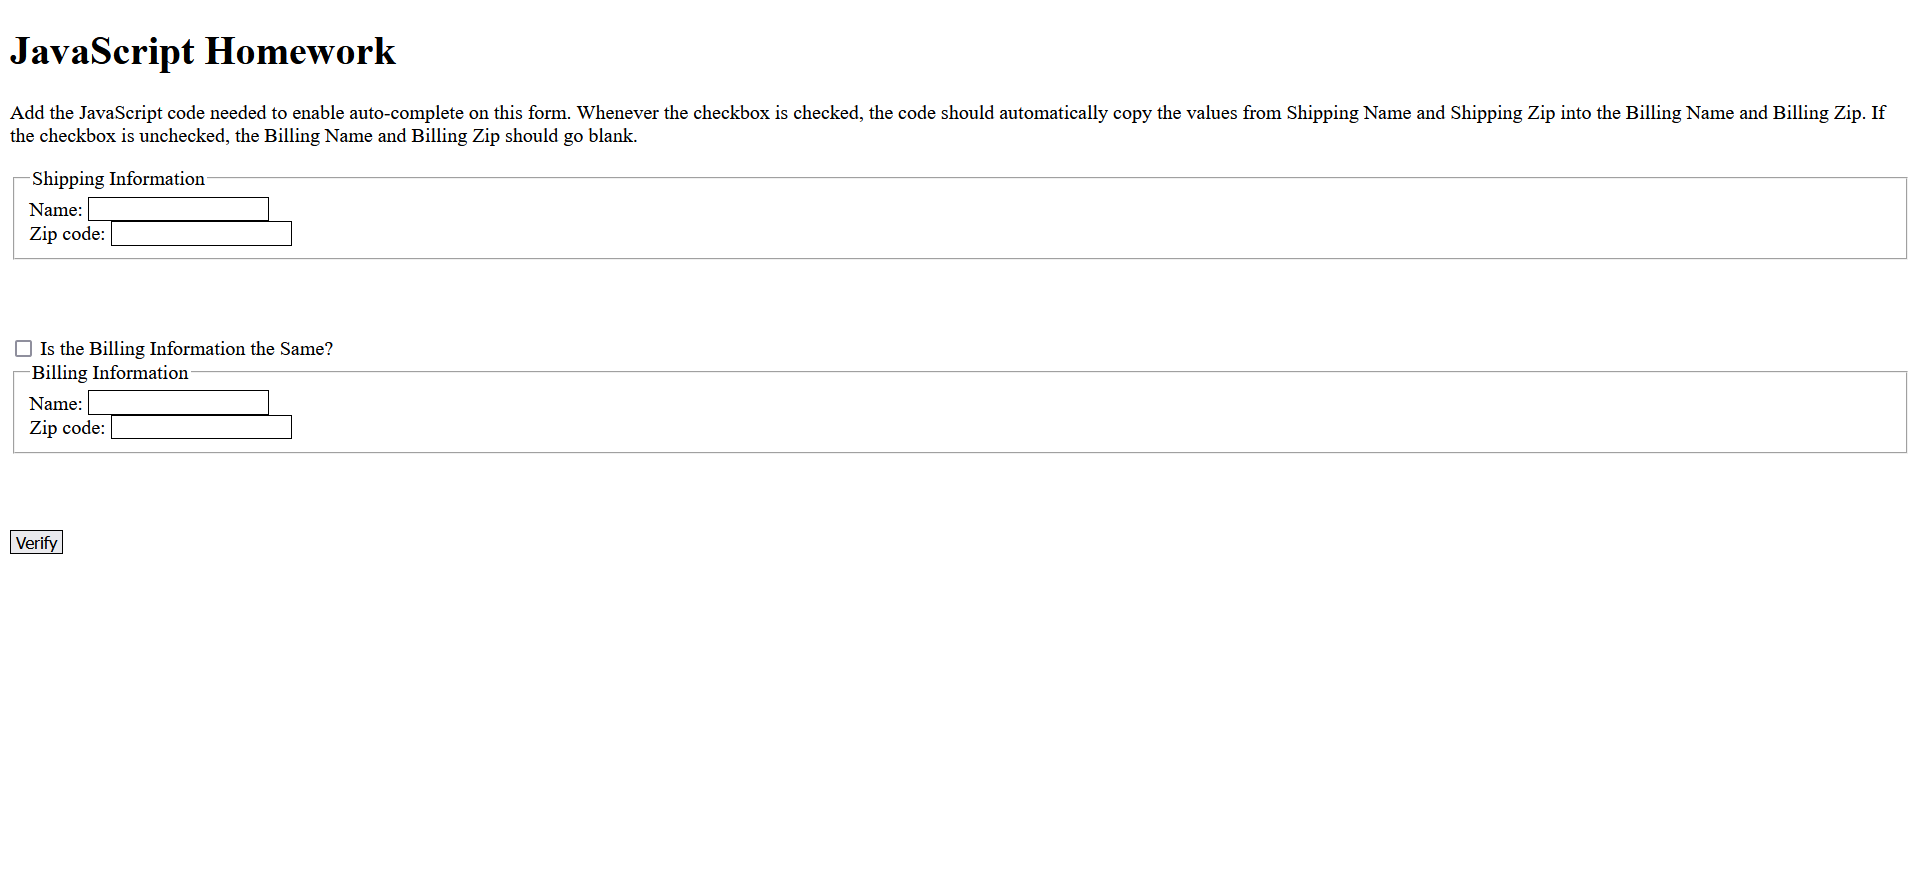 JavaScript Homework
Add the JavaScript code needed to enable auto-complete on this form. Whenever the checkbox is checked, the code should automatically copy the values from Shipping Name and Shipping Zip into the Billing Name and Billing Zip. If
the checkbox is unchecked, the Billing Name and Billing Zip should go blank.
Shipping Information
Name:
Zip code:
Is the Billing Information the Same?
Billing Information
Name:
Zip code:
Verify